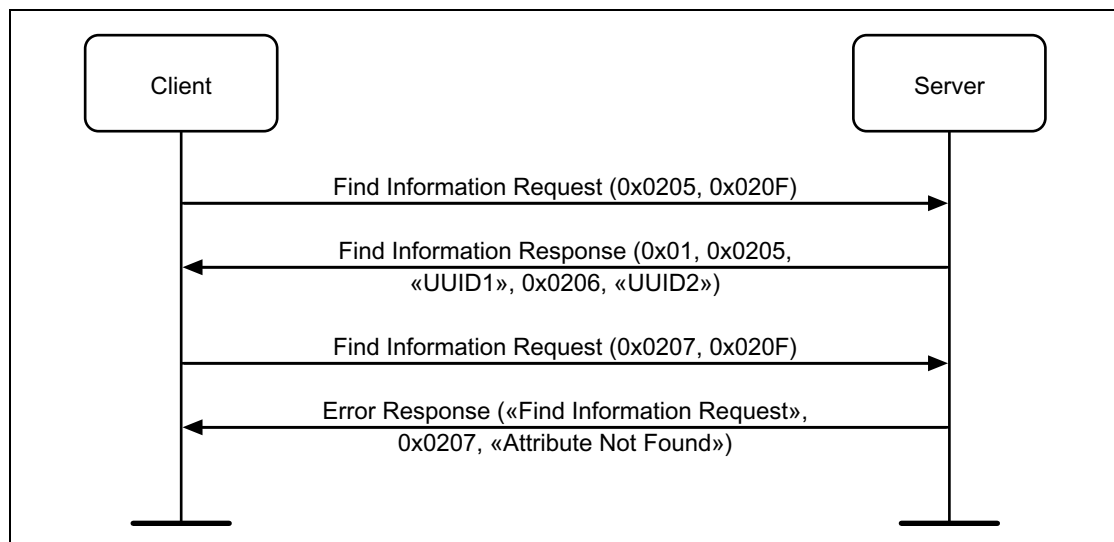 Client
Server
Find Information Request (0x0205, 0x020F)
Find Information Response (0x01, 0x0205,
«UUID1», 0x0206, «UUID2»)
Find Information Request (0x0207, 0x020F)
Error Response («Find Information Request»,
0x0207, «Attribute Not Found»)